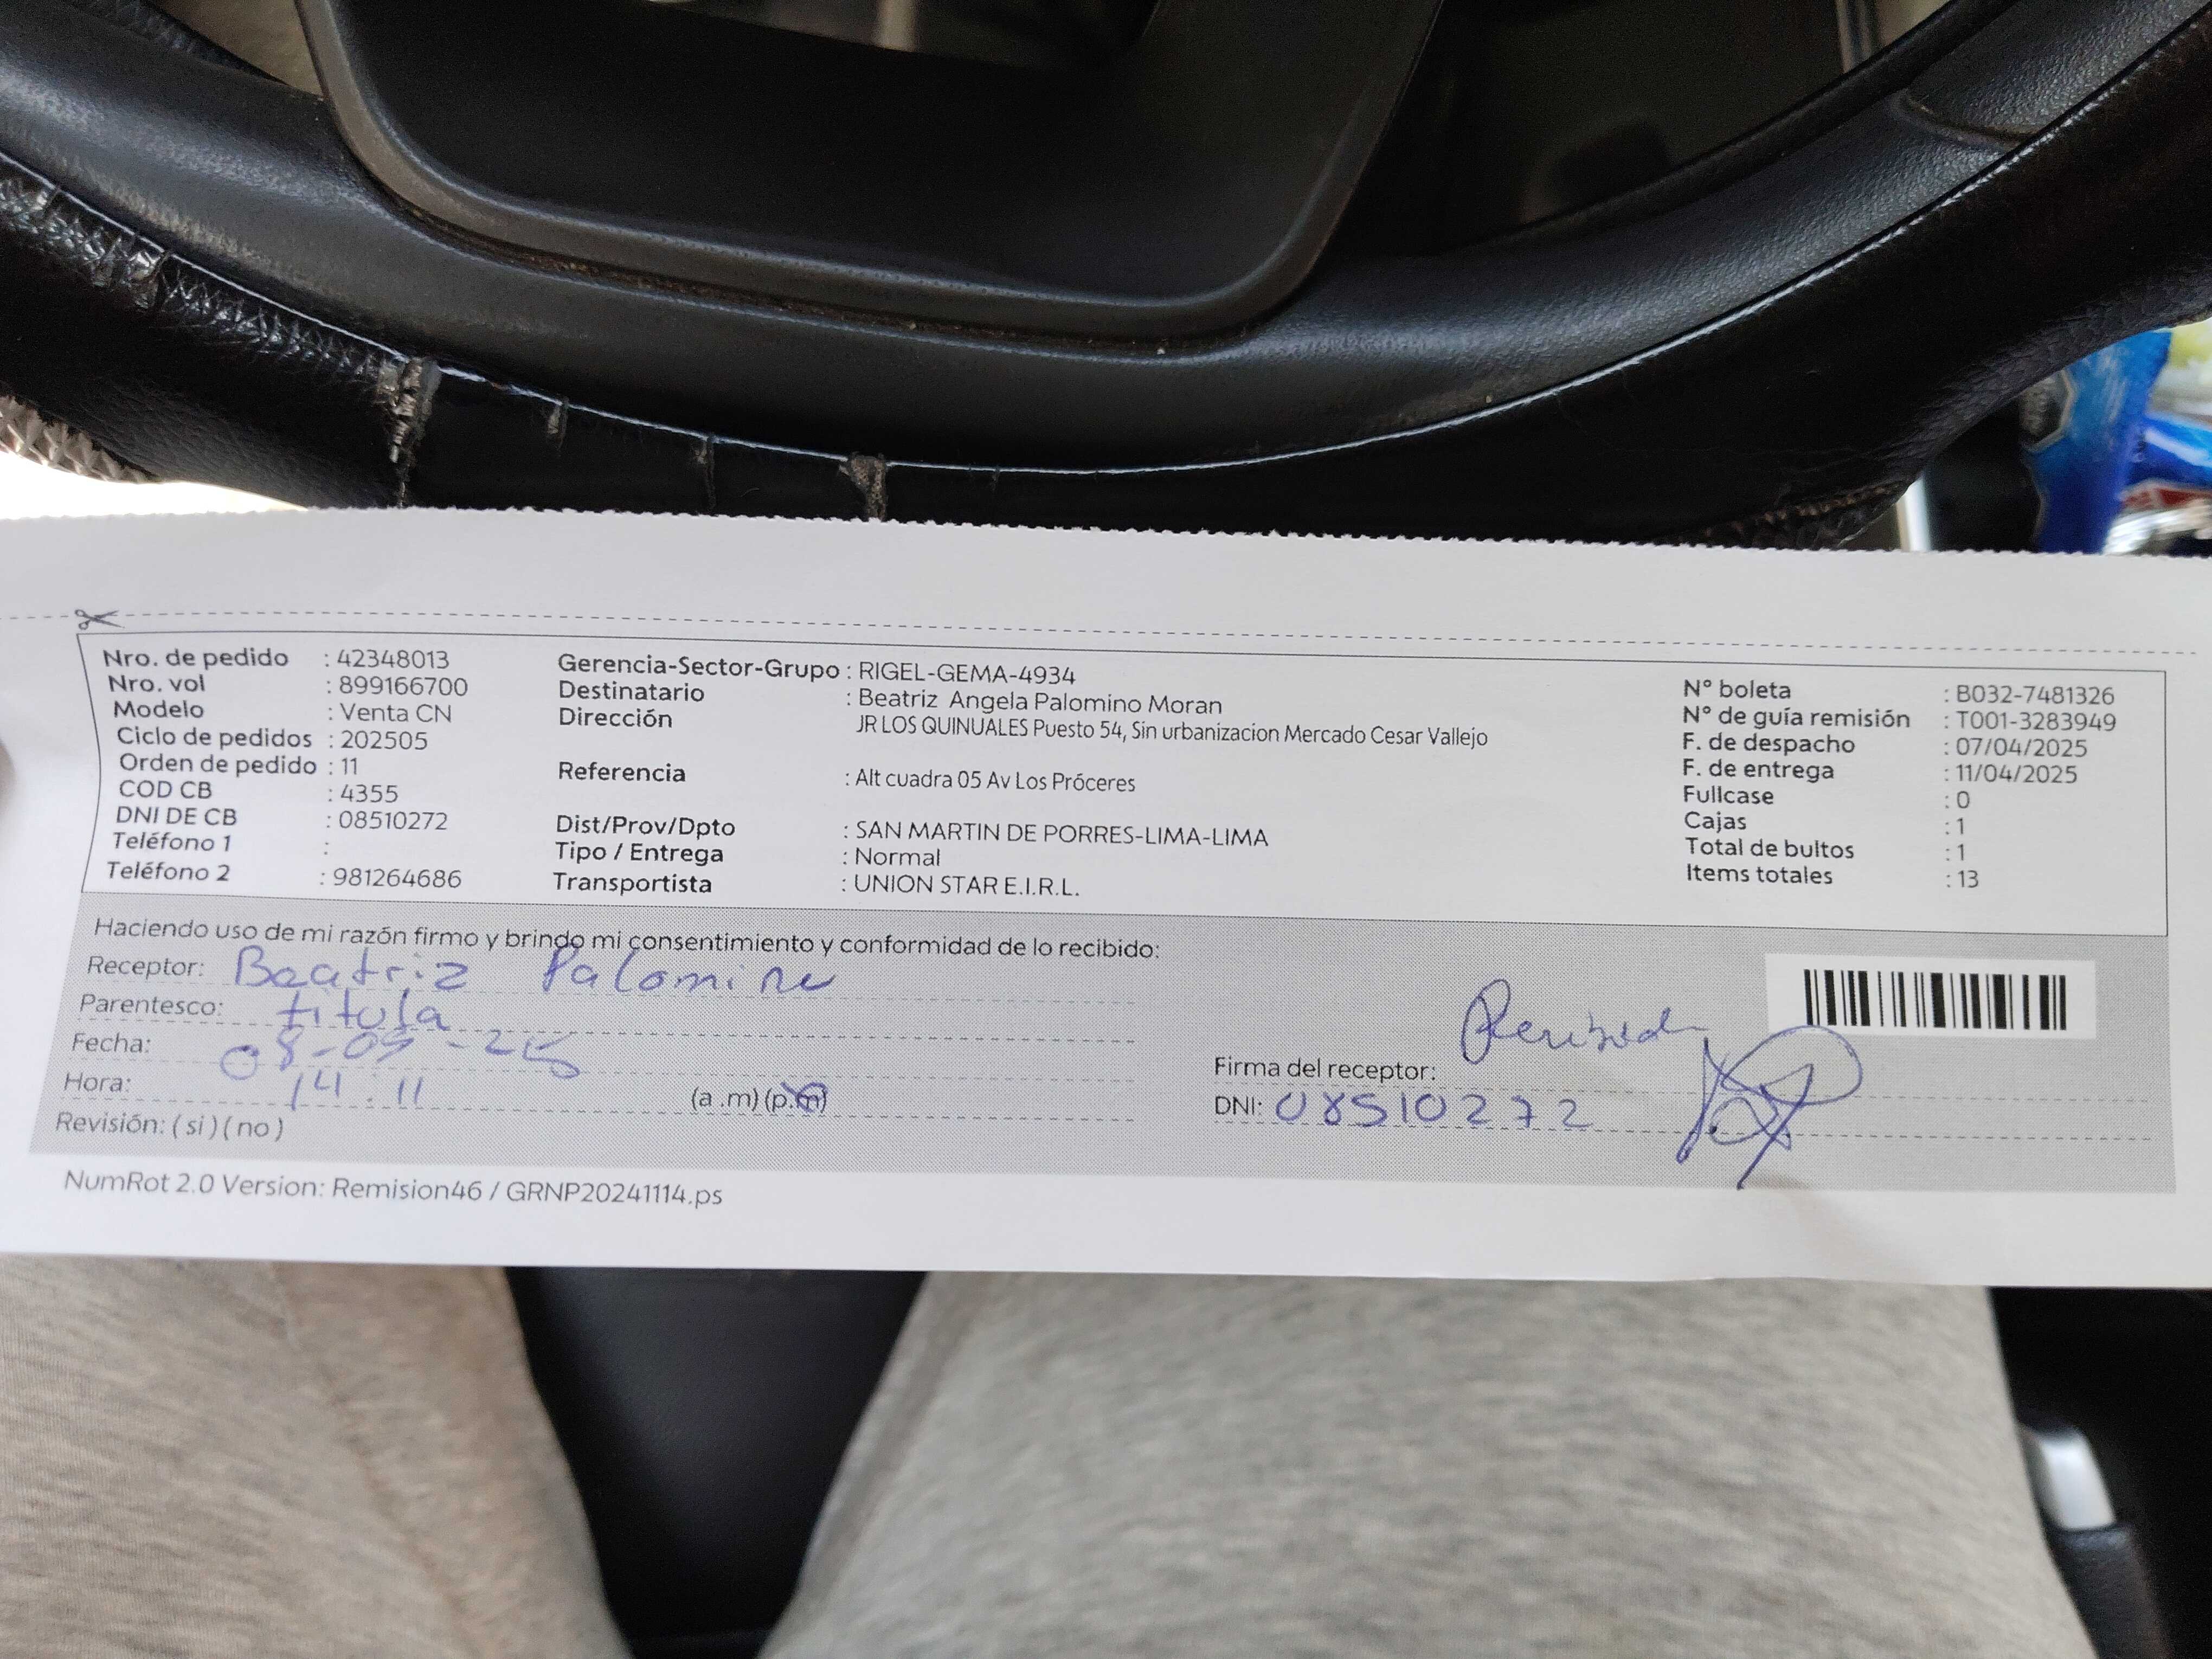 Nro. de pedido : 42348013
Nro. vol : 899166700
Modelo : Venta CN
Ciclo de pedidos : 202505
Orden de pedido : 11
COD CB : 4355
DNI DE CB : 08510272
Teléfono 1 :
Teléfono 2 : 981264686
Gerencia-Sector-Grupo : RIGEL-GEMA-4934
Destinatario : Beatriz Angela Palomino Moran
Dirección JR LOS QUINUALES Puesto 54, Sin urbanizacion Mercado Cesar Vallejo
Referencia : Alt cuadra 05 Av Los Próceres
Dist/Prov/Dpto : SAN MARTIN DE PORRES-LIMA-LIMA
Tipo / Entrega : Normal
Transportista : UNION STAR E.I.R.L.
N° boleta : B032-7481326
N° de guía remisión : T001-3283949
F. de despacho : 07/04/2025
F. de entrega : 11/04/2025
Fullcase : 0
Cajas : 1
Total de bultos : 1
Items totales : 13
Haciendo uso de mi razón firmo y brindo mi consentimiento y conformidad de lo recibido:
Receptor: Beatriz Palomino
Parentesco: titula
Fecha:
Hora: 14:11 (a .m) (p.m)
Revisión: ( si ) ( no )
Firma del receptor:
DNI: 08510272
NumRot 2.0 Version: Remision46 / GRNP20241114.ps